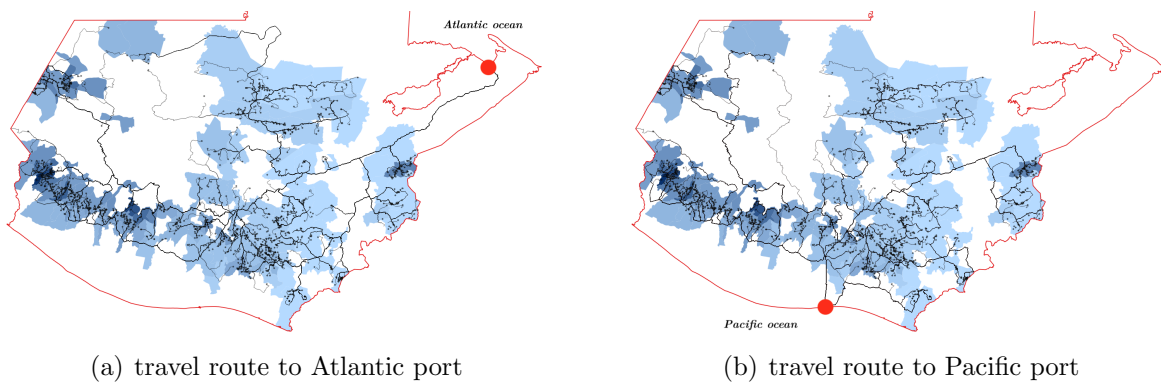 Atlantic ocean
Pacific ocean
(a) travel route to Atlantic port
(b) travel route to Pacific port